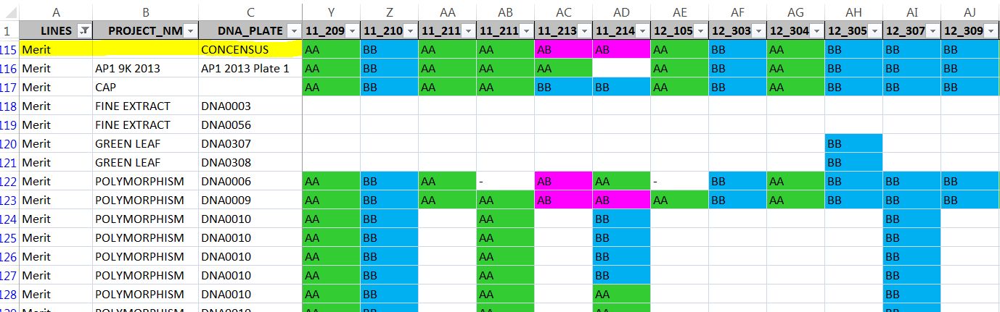 A B C Y Z AA AB AC AD AE AF AG AH AI AJ
1 LINES PROJECT_NM DNA_PLATE 11_209 11_210 11_211 11_211 11_213 11_214 12_105 12_303 12_304 12_305 12_307 12_309
115 Merit CONCENSUS AA BB AA AA AB AB AA BB AA BB BB BB
116 Merit AP1 9K 2013 AP1 2013 Plate 1 AA BB AA AA AA AA BB AA BB BB BB
117 Merit CAP AA BB AA AA BB BB AA BB AA BB BB BB
118 Merit FINE EXTRACT DNA0003
119 Merit FINE EXTRACT DNA0056
120 Merit GREEN LEAF DNA0307 BB
121 Merit GREEN LEAF DNA0308 BB
122 Merit POLYMORPHISM DNA0006 AA BB AA - AB AA - BB AA BB BB BB
123 Merit POLYMORPHISM DNA0009 AA BB AA AA AB AB AA BB AA BB BB BB
124 Merit POLYMORPHISM DNA0010 AA BB AA BB BB
125 Merit POLYMORPHISM DNA0010 AA BB AA BB BB
126 Merit POLYMORPHISM DNA0010 AA BB AA BB BB
127 Merit POLYMORPHISM DNA0010 AA BB AA BB BB
128 Merit POLYMORPHISM DNA0010 AA BB AA AA BB
Merit POLYMORPHISM DNA0010 AA BB AA AA BB